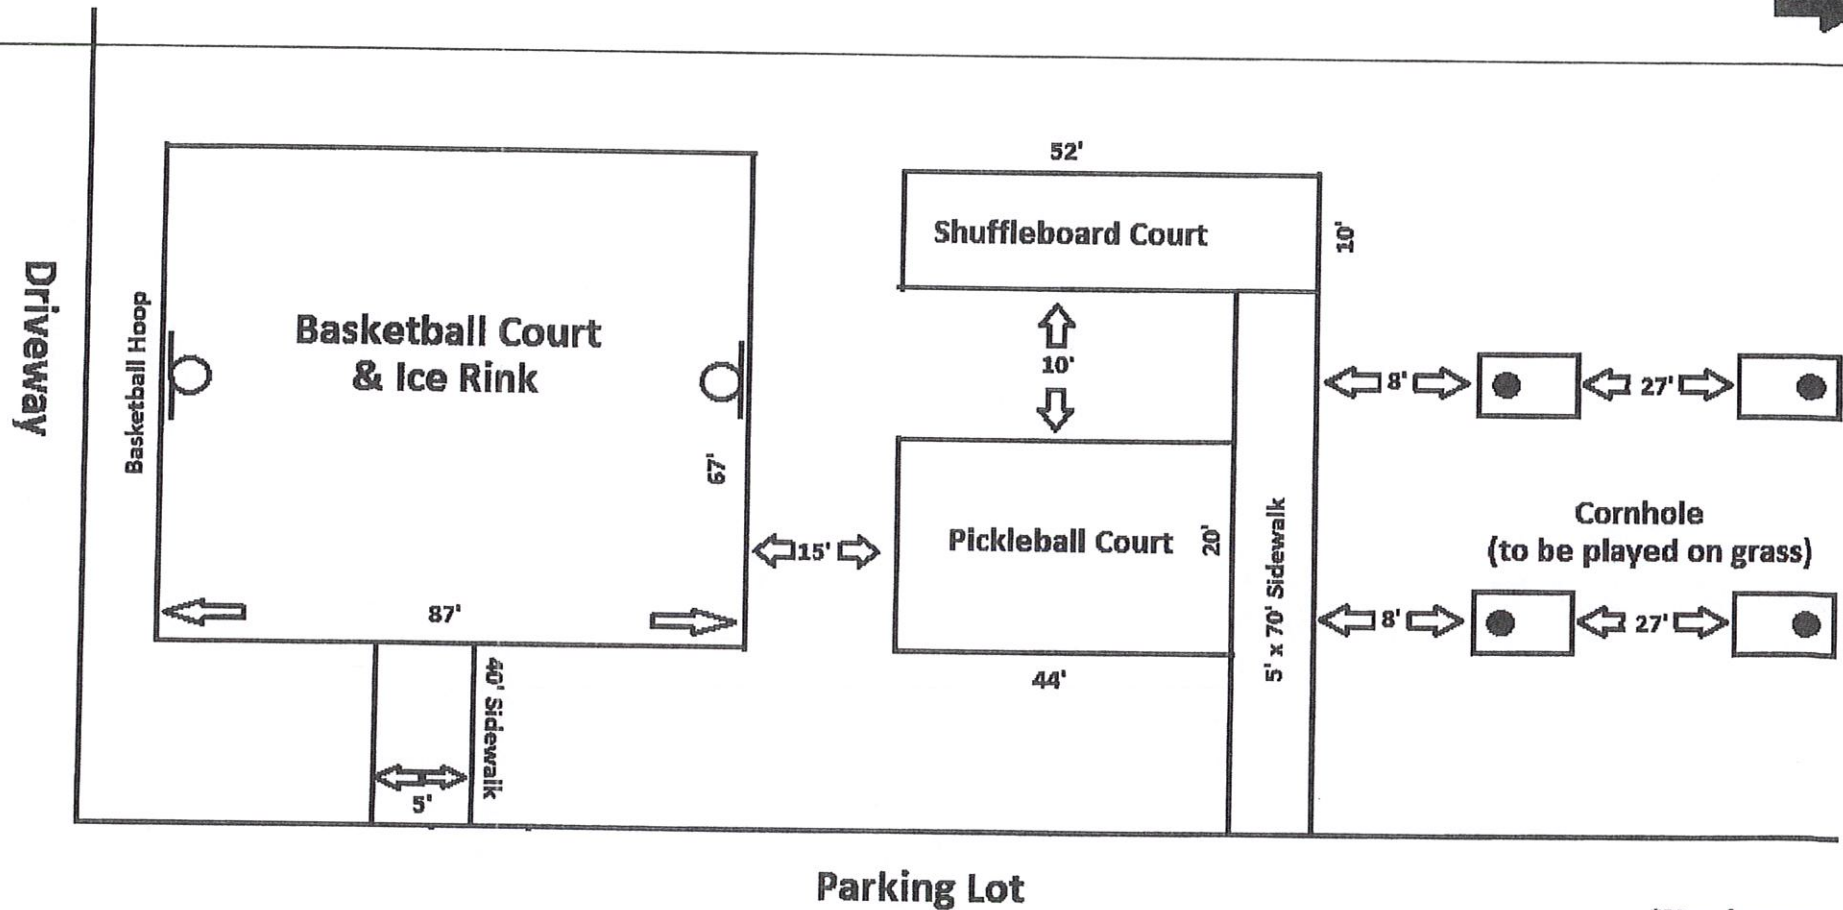 52'
Shuffleboard Court
10'
Driveway
Basketball Hoop
Basketball Court
& Ice Rink
67'
87'
15'
10'
Pickleball Court
20'
44'
5' x 70' Sidewalk
8'
27'
Cornhole
(to be played on grass)
8'
27'
40' Sidewalk
5'
Parking Lot